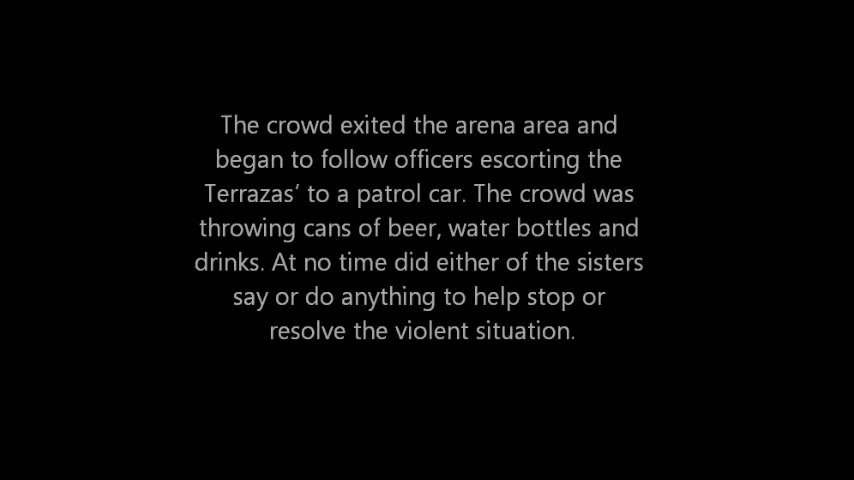 The crowd exited the arena area and
began to follow officers escorting the
Terrazas’ to a patrol car. The crowd was
throwing cans of beer, water bottles and
drinks. At no time did either of the sisters
say or do anything to help stop or
resolve the violent situation.